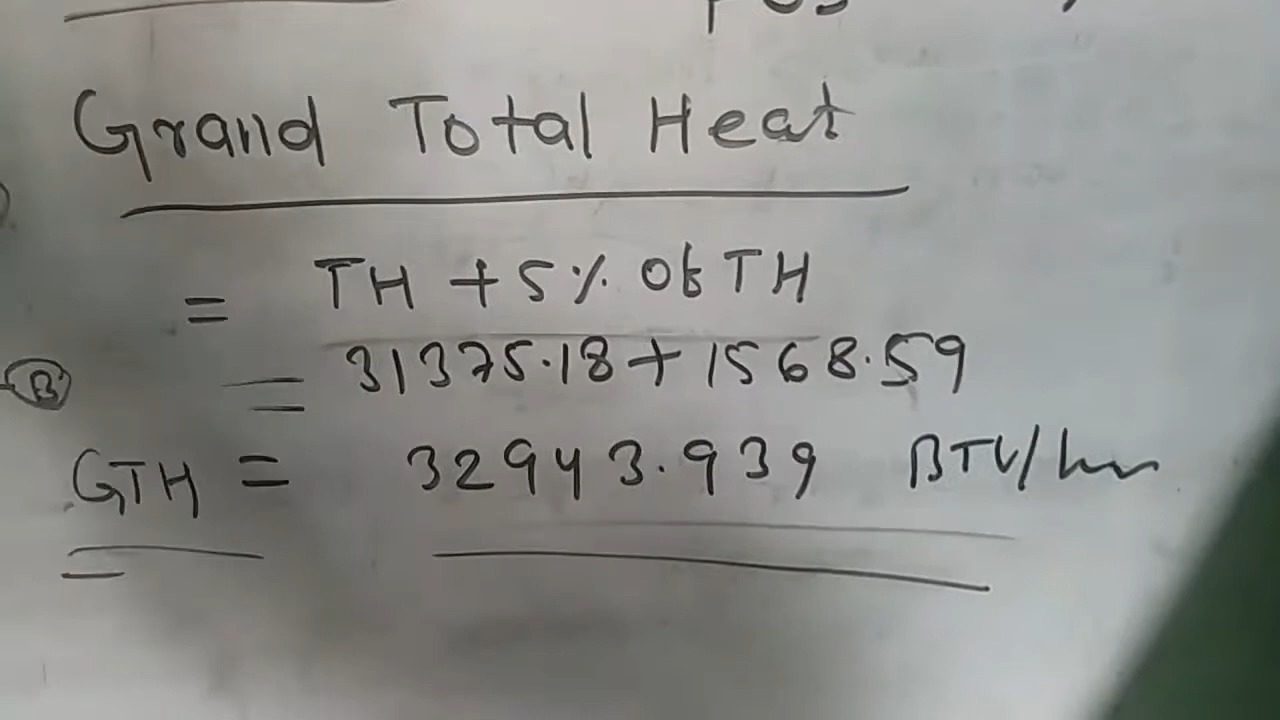 Grand Total Heat
= TH + 5% Of TH
= 31375.18 + 1568.59
B
GTH = 32943.939 BTU/hr